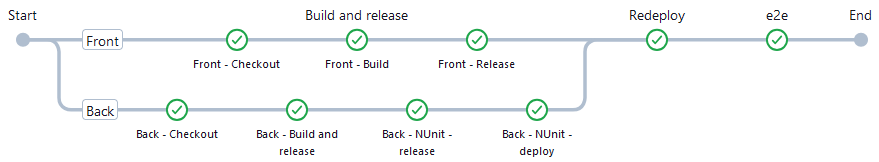 Start
Build and release
Redeploy
e2e
End
Front
Front - Checkout
Front - Build
Front - Release
Back
Back - Checkout
Back - Build and
release
Back - NUnit -
release
Back - NUnit -
deploy